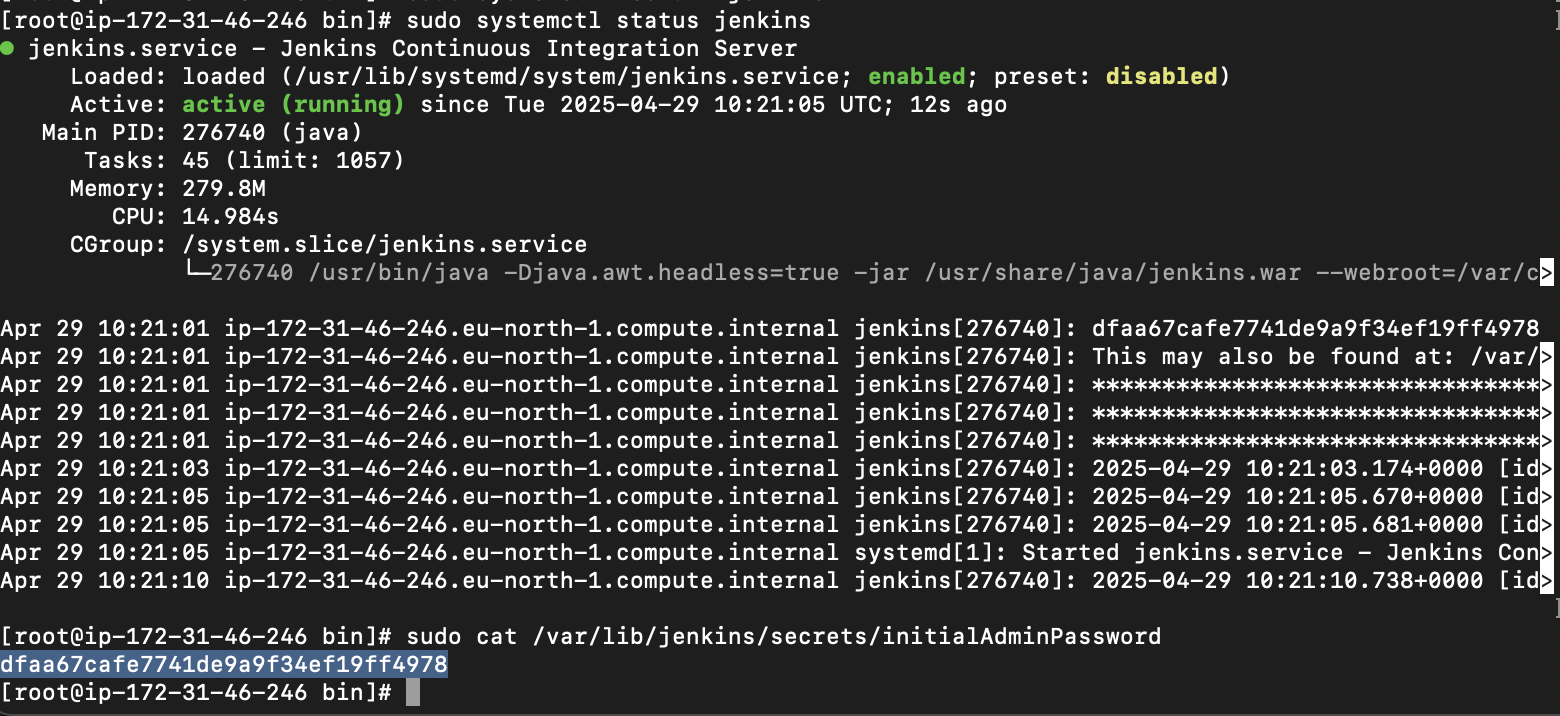 [root@ip-172-31-46-246 bin]# sudo systemctl status jenkins
● jenkins.service – Jenkins Continuous Integration Server
     Loaded: loaded (/usr/lib/systemd/system/jenkins.service; enabled; preset: disabled)
     Active: active (running) since Tue 2025-04-29 10:21:05 UTC; 12s ago
   Main PID: 276740 (java)
      Tasks: 45 (limit: 1057)
     Memory: 279.8M
        CPU: 14.984s
     CGroup: /system.slice/jenkins.service
             └─276740 /usr/bin/java -Djava.awt.headless=true -jar /usr/share/java/jenkins.war --webroot=/var/c>
Apr 29 10:21:01 ip-172-31-46-246.eu-north-1.compute.internal jenkins[276740]: dfaa67cafe7741de9a9f34ef19ff4978
Apr 29 10:21:01 ip-172-31-46-246.eu-north-1.compute.internal jenkins[276740]: This may also be found at: /var/>
Apr 29 10:21:01 ip-172-31-46-246.eu-north-1.compute.internal jenkins[276740]: ********************************>
Apr 29 10:21:01 ip-172-31-46-246.eu-north-1.compute.internal jenkins[276740]: ********************************>
Apr 29 10:21:01 ip-172-31-46-246.eu-north-1.compute.internal jenkins[276740]: ********************************>
Apr 29 10:21:03 ip-172-31-46-246.eu-north-1.compute.internal jenkins[276740]: 2025-04-29 10:21:03.174+0000 [id>
Apr 29 10:21:05 ip-172-31-46-246.eu-north-1.compute.internal jenkins[276740]: 2025-04-29 10:21:05.670+0000 [id>
Apr 29 10:21:05 ip-172-31-46-246.eu-north-1.compute.internal jenkins[276740]: 2025-04-29 10:21:05.681+0000 [id>
Apr 29 10:21:05 ip-172-31-46-246.eu-north-1.compute.internal systemd[1]: Started jenkins.service – Jenkins Con>
Apr 29 10:21:10 ip-172-31-46-246.eu-north-1.compute.internal jenkins[276740]: 2025-04-29 10:21:10.738+0000 [id>
[root@ip-172-31-46-246 bin]# sudo cat /var/lib/jenkins/secrets/initialAdminPassword
dfaa67cafe7741de9a9f34ef19ff4978
[root@ip-172-31-46-246 bin]#